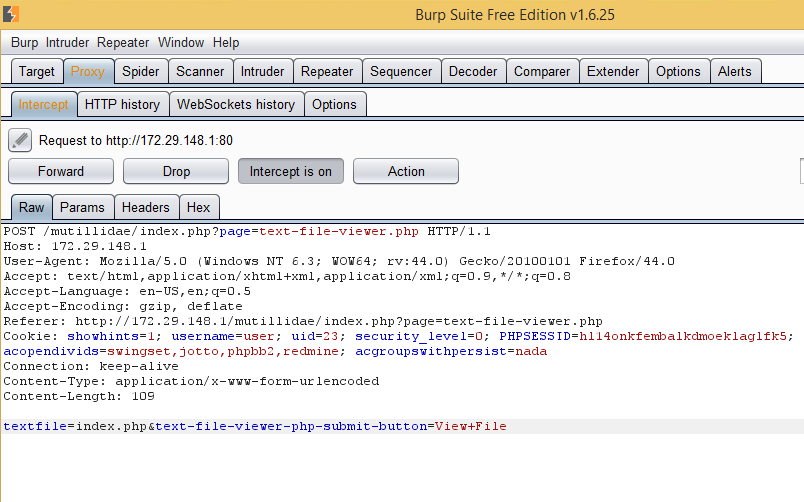 Burp Suite Free Edition v1.6.25
Burp Intruder Repeater Window Help
Target Proxy Spider Scanner Intruder Repeater Sequencer Decoder Comparer Extender Options Alerts
Intercept HTTP history WebSockets history Options
Request to http://172.29.148.1:80
Forward Drop Intercept is on Action
Raw Params Headers Hex
POST /mutillidae/index.php?page=text-file-viewer.php HTTP/1.1
Host: 172.29.148.1
User-Agent: Mozilla/5.0 (Windows NT 6.3; WOW64; rv:44.0) Gecko/20100101 Firefox/44.0
Accept: text/html,application/xhtml+xml,application/xml;q=0.9,*/*;q=0.8
Accept-Language: en-US,en;q=0.5
Accept-Encoding: gzip, deflate
Referer: http://172.29.148.1/mutillidae/index.php?page=text-file-viewer.php
Cookie: showhints=1; username=user; uid=23; security_level=0; PHPSESSID=hl14onkfembalkdmoeklaglfk5;
acopendivids=swingset,jotto,phpbb2,redmine; acgroupswithpersist=nada
Connection: keep-alive
Content-Type: application/x-www-form-urlencoded
Content-Length: 109
textfile=index.php&text-file-viewer-php-submit-button=View+File